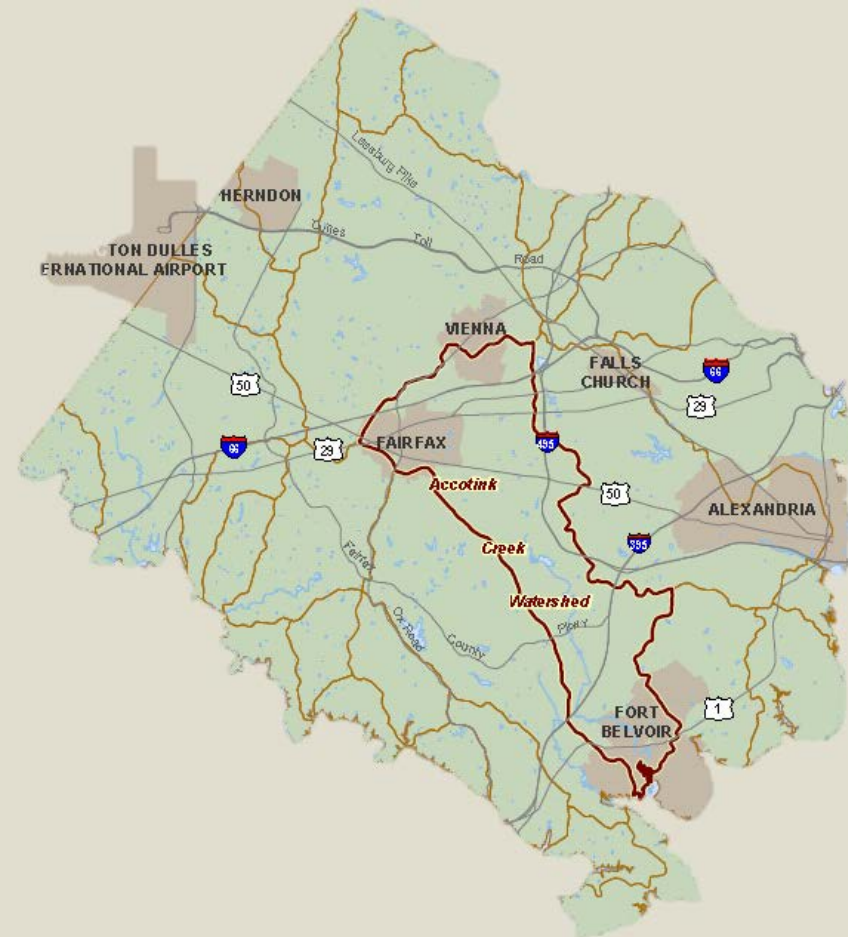 Leesburg Pike
HERNDON
Dulles Toll Road
TON DULLES
ERNATIONAL AIRPORT
VIENNA
FALLS
CHURCH
66
50
29
FAIRFAX
29
66
495
Accotink
50
ALEXANDRIA
395
Creek
Fairfax County Pkwy
Watershed
Ox Road
FORT
BELVOIR
1